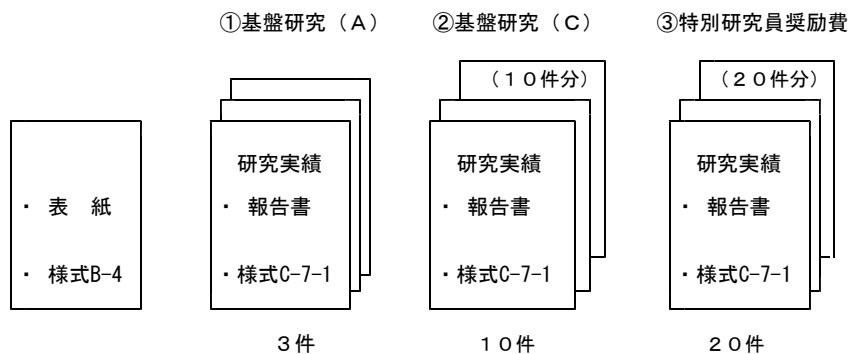 ①基盤研究(A) ②基盤研究(C) ③特別研究員奨励費
(10件分) (20件分)
・ 表 紙
・ 様式B-4
研究実績
・ 報告書
・様式C-7-1
3件
研究実績
・ 報告書
・様式C-7-1
10件
研究実績
・ 報告書
・様式C-7-1
20件